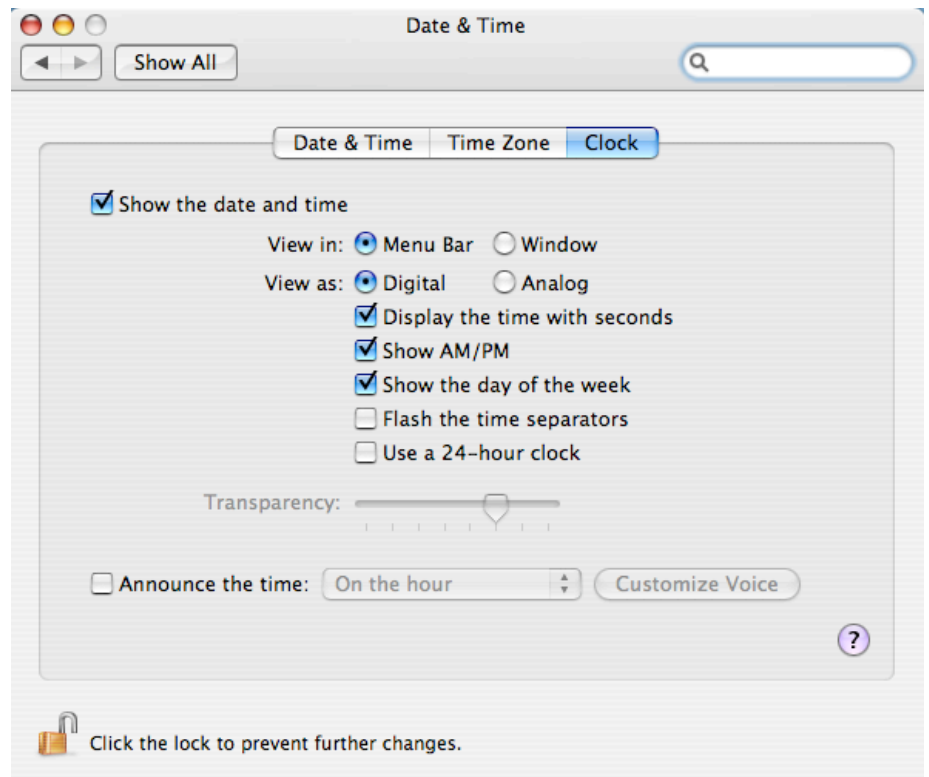 Date & Time
Show All
Date & Time Time Zone Clock
Show the date and time
View in: Menu Bar Window
View as: Digital Analog
Display the time with seconds
Show AM/PM
Show the day of the week
Flash the time separators
Use a 24-hour clock
Transparency:
Announce the time: On the hour Customize Voice
?
Click the lock to prevent further changes.